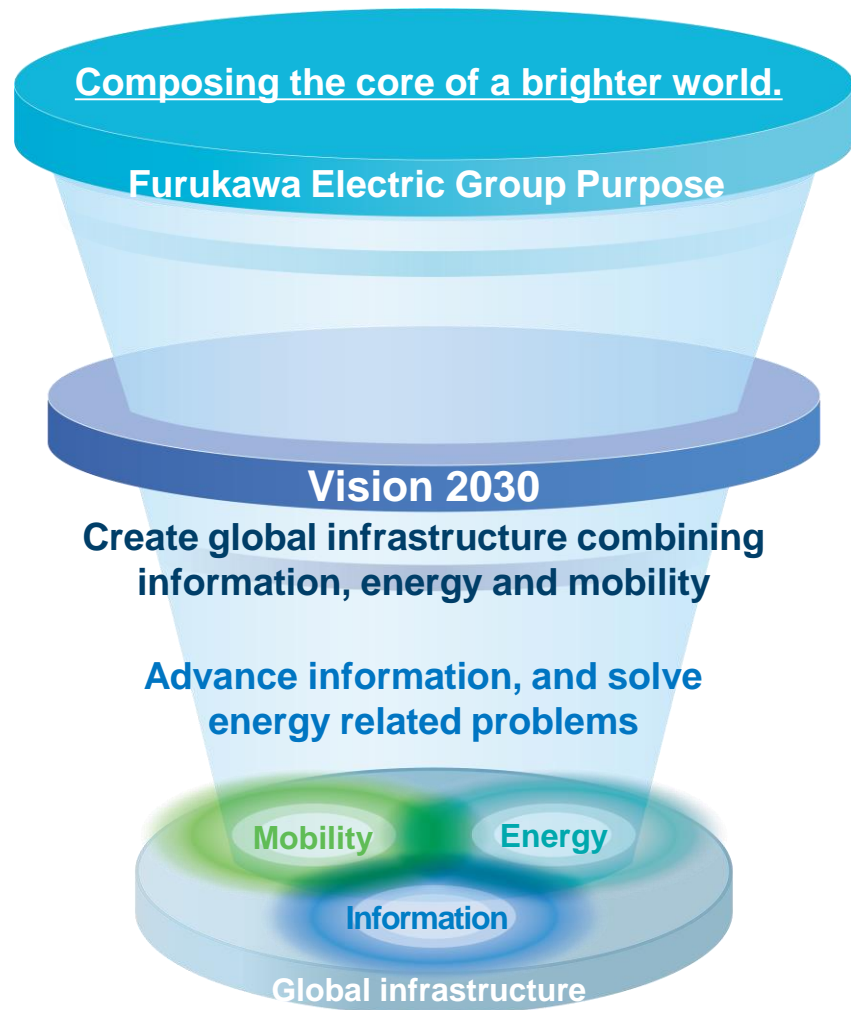 Composing the core of a brighter world.
Furukawa Electric Group Purpose
Vision 2030
Create global infrastructure combining
information, energy and mobility
Advance information, and solve
energy related problems
Mobility
Energy
Information
Global infrastructure